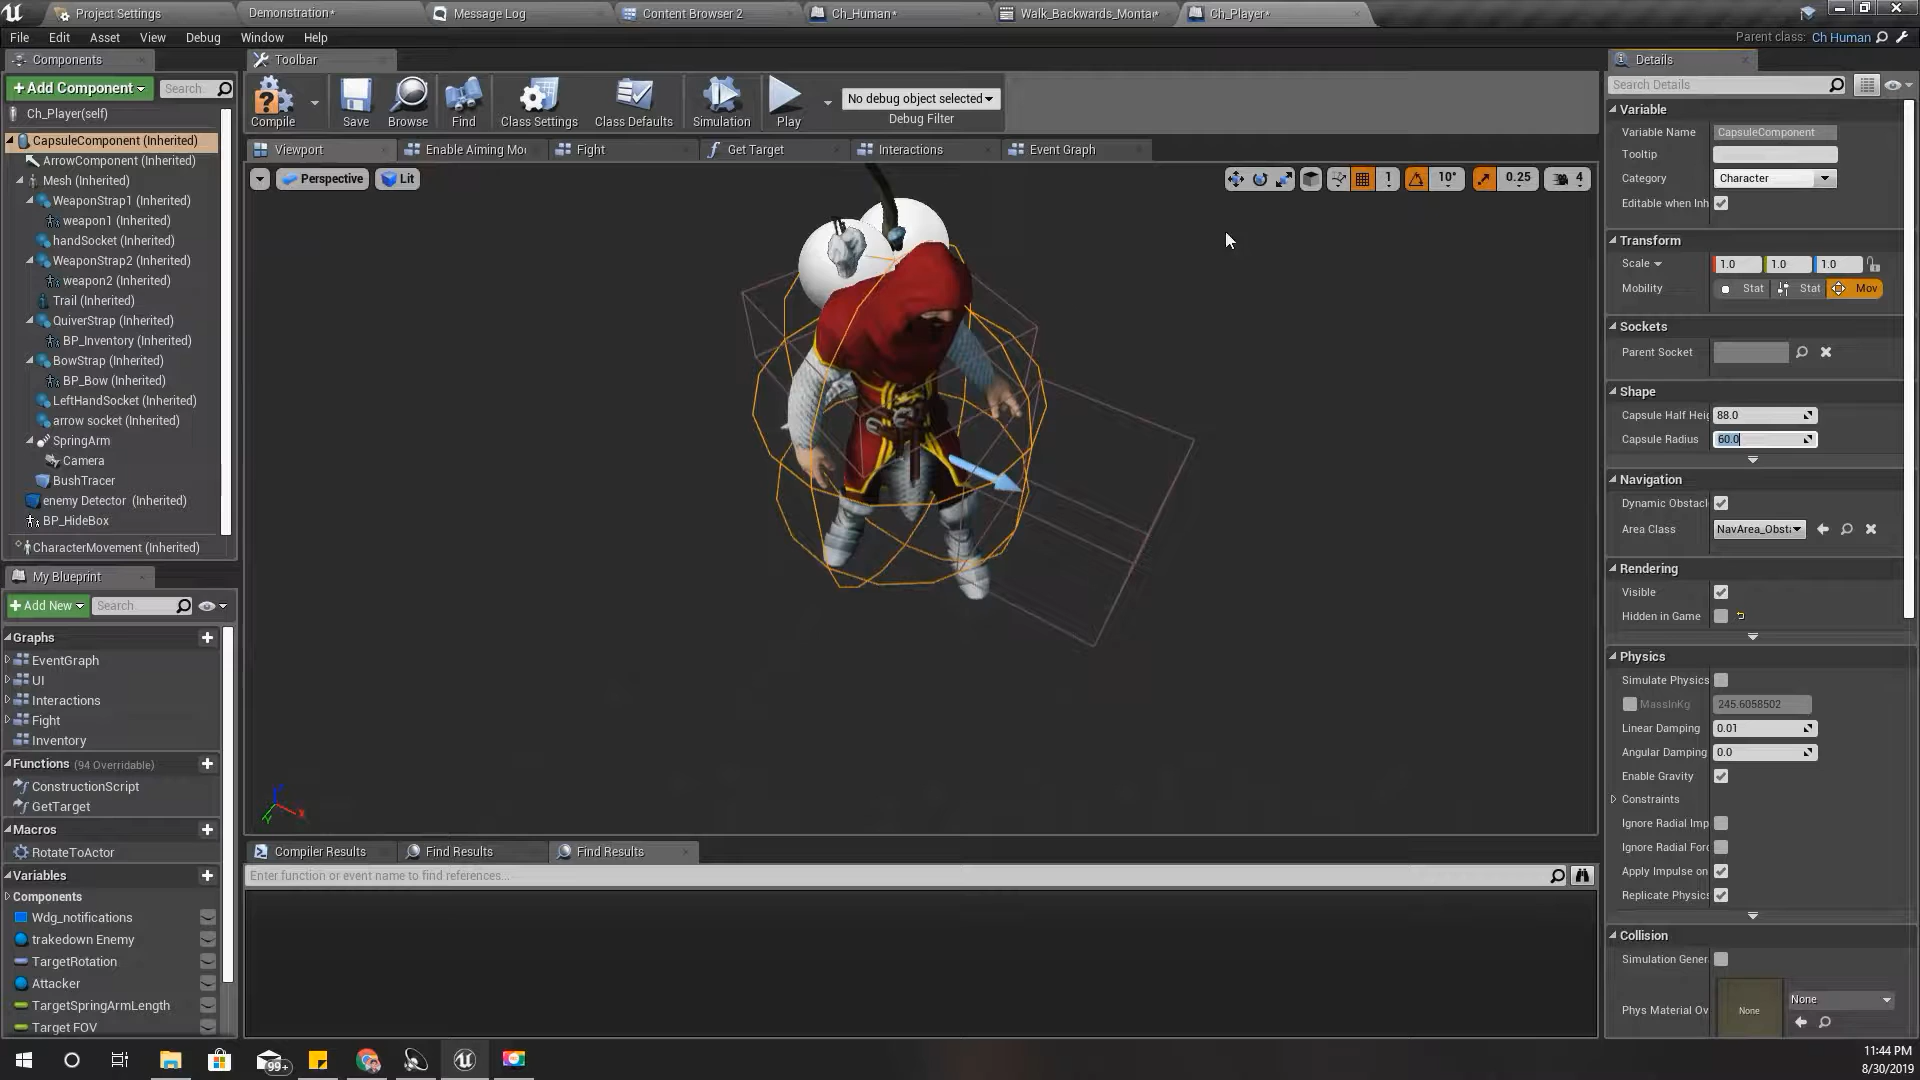 Project Settings
Demonstration*
Message Log
Content Browser 2
Ch_Human*
Walk_Backwards_Monta*
Ch_Player*
File Edit Asset View Debug Window Help
Parent class: Ch Human
Components
+ Add Component
Search
Ch_Player(self)
CapsuleComponent (Inherited)
ArrowComponent (Inherited)
Mesh (Inherited)
WeaponStrap1 (Inherited)
weapon1 (Inherited)
handSocket (Inherited)
WeaponStrap2 (Inherited)
weapon2 (Inherited)
Trail (Inherited)
QuiverStrap (Inherited)
BP_Inventory (Inherited)
BowStrap (Inherited)
BP_Bow (Inherited)
LeftHandSocket (Inherited)
arrow socket (Inherited)
SpringArm
Camera
BushTracer
enemy Detector (Inherited)
BP_HideBox
CharacterMovement (Inherited)
My Blueprint
+ Add New
Search
Graphs
EventGraph
UI
Interactions
Fight
Inventory
Functions (94 Overridable)
ConstructionScript
GetTarget
Macros
RotateToActor
Variables
Components
Wdg_notifications
trakedown Enemy
TargetRotation
Attacker
TargetSpringArmLength
Target FOV
Toolbar
Compile
Save
Browse
Find
Class Settings
Class Defaults
Simulation
Play
No debug object selected
Debug Filter
Viewport
Enable Aiming Mo
Fight
Get Target
Interactions
Event Graph
Perspective
Lit
1
10°
0.25
4
Compiler Results
Find Results
Find Results
Enter function or event name to find references...
Details
Search Details
Variable
Variable Name CapsuleComponent
Tooltip
Category Character
Editable when Inh
Transform
Scale 1.0 1.0 1.0
Mobility Stat Stat Mov
Sockets
Parent Socket
Shape
Capsule Half Hei 88.0
Capsule Radius 60.0
Navigation
Dynamic Obstacl
Area Class NavArea_Obsta
Rendering
Visible
Hidden in Game
Physics
Simulate Physics
MassInKg 245.6058502
Linear Damping 0.01
Angular Damping 0.0
Enable Gravity
Constraints
Ignore Radial Imp
Ignore Radial Forc
Apply Impulse on
Replicate Physics
Collision
Simulation Gener
Phys Material Ov None None
99+
11:44 PM
8/30/2019